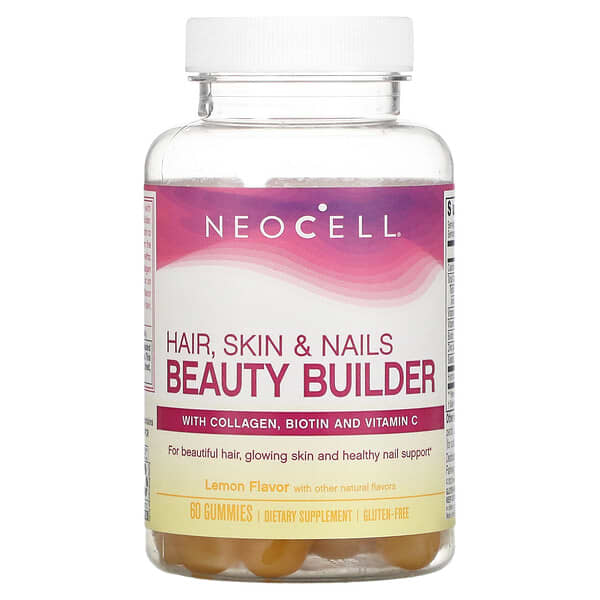 NEOCELL®
HAIR, SKIN & NAILS
BEAUTY BUILDER
WITH COLLAGEN, BIOTIN AND VITAMIN C
For beautiful hair, glowing skin and healthy nail support*
Lemon Flavor with other natural flavors
60 GUMMIES | DIETARY SUPPLEMENT | GLUTEN-FREE